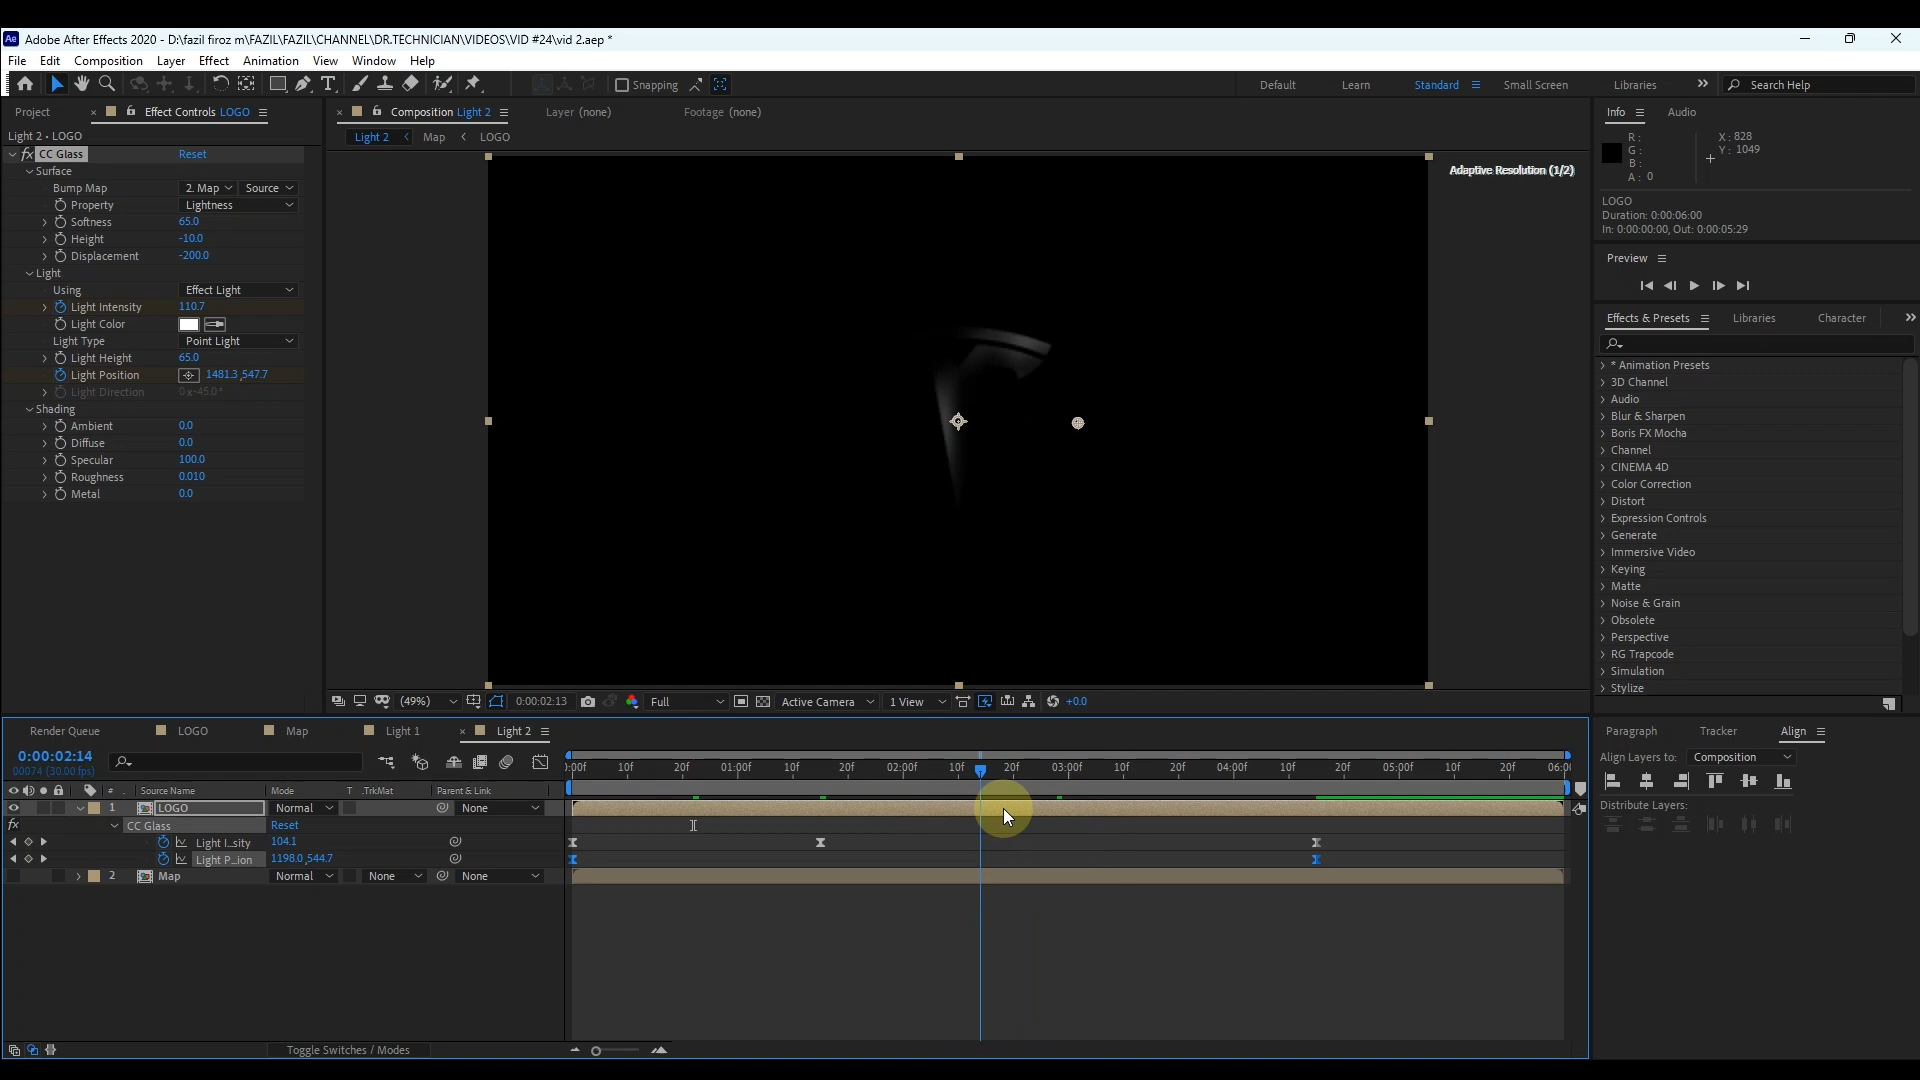 Ae Adobe After Effects 2020 - D:\fazil firoz m\FAZIL\FAZIL\CHANNEL\DR.TECHNICIAN\VIDEOS\VID #24\vid 2.aep *
File Edit Composition Layer Effect Animation View Window Help
Snapping Default Learn Standard Small Screen Libraries Search Help
Project Effect Controls LOGO Composition Light 2 Layer (none) Footage (none) Info Audio
Light 2 • LOGO
Light 2 Map LOGO
fx CC Glass Reset
Surface
Bump Map 2. Map Source
Property Lightness
Softness 65.0
Height -10.0
Displacement -200.0
Light
Using Effect Light
Light Intensity 110.7
Light Color
Light Type Point Light
Light Height 65.0
Light Position 1481.3,547.7
Light Direction 0x-45.0°
Shading
Ambient 0.0
Diffuse 0.0
Specular 100.0
Roughness 0.010
Metal 0.0
Adaptive Resolution (1/2)
(49%) 0:00:02:13 Full Active Camera 1 View +0.0
R:
G:
B:
A: 0
X: 828
Y: 1049
LOGO
Duration: 0:00:06:00
In: 0:00:00:00, Out: 0:00:05:29
Preview
Effects & Presets Libraries Character
* Animation Presets
3D Channel
Audio
Blur & Sharpen
Boris FX Mocha
Channel
CINEMA 4D
Color Correction
Distort
Expression Controls
Generate
Immersive Video
Keying
Matte
Noise & Grain
Obsolete
Perspective
RG Trapcode
Simulation
Stylize
Render Queue LOGO Map Light 1 Light 2
0:00:02:14
00074 (30.00 fps)
:00f 10f 20f 01:00f 10f 20f 02:00f 10f 20f 03:00f 10f 20f 04:00f 10f 20f 05:00f 10f 20f 06:0
# Source Name Mode T .TrkMat Parent & Link
1 LOGO Normal None
fx CC Glass Reset
Light I...sity 104.1
Light P...ion 1198.0,544.7
2 Map Normal None None
Toggle Switches / Modes
Paragraph Tracker Align
Align Layers to: Composition
Distribute Layers: